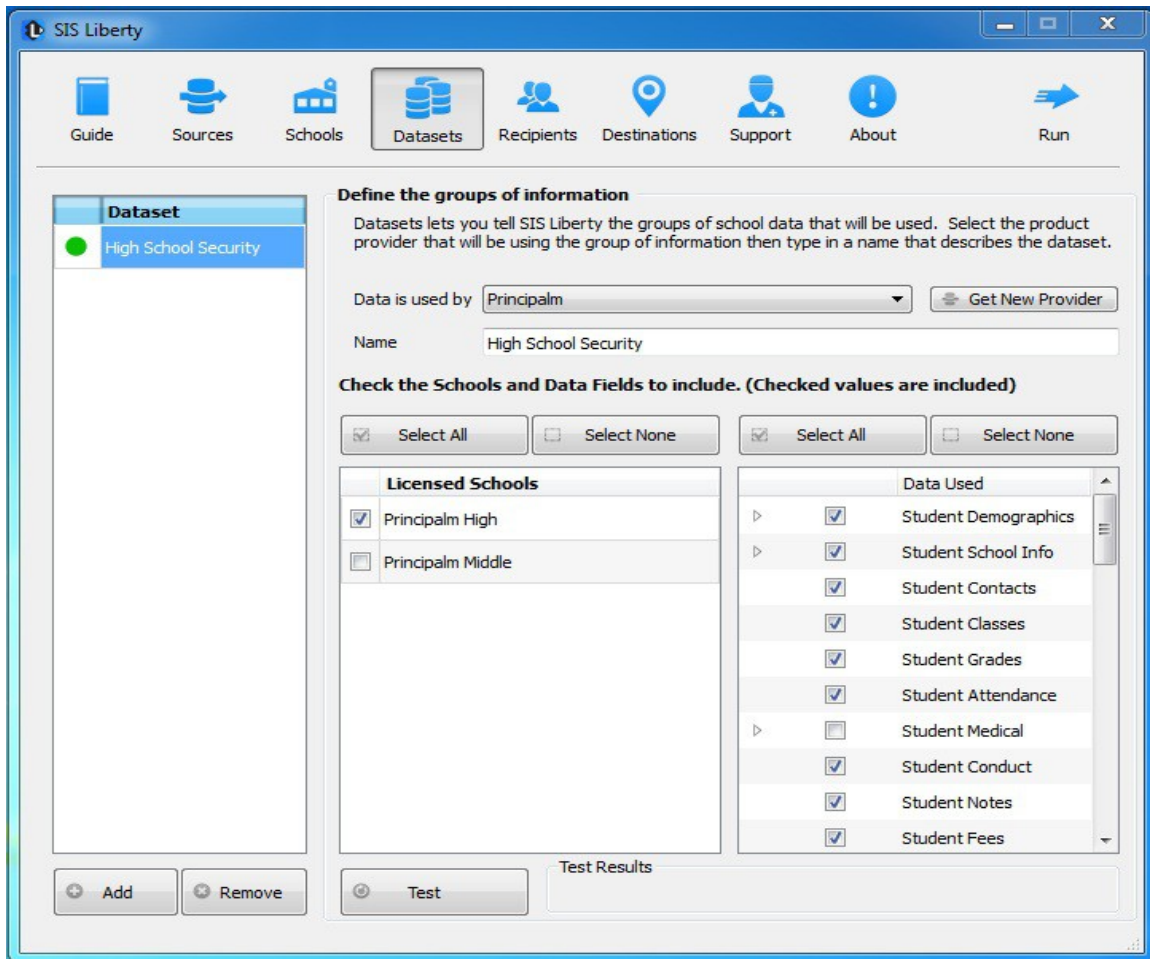 SIS Liberty
Guide Sources Schools Datasets Recipients Destinations Support About Run
Dataset
High School Security
Define the groups of information
Datasets lets you tell SIS Liberty the groups of school data that will be used. Select the product
provider that will be using the group of information then type in a name that describes the dataset.
Data is used by Principalm Get New Provider
Name High School Security
Check the Schools and Data Fields to include. (Checked values are included)
Select All Select None Select All Select None
Licensed Schools
Principalm High
Principalm Middle
Data Used
Student Demographics
Student School Info
Student Contacts
Student Classes
Student Grades
Student Attendance
Student Medical
Student Conduct
Student Notes
Student Fees
Add Remove Test
Test Results